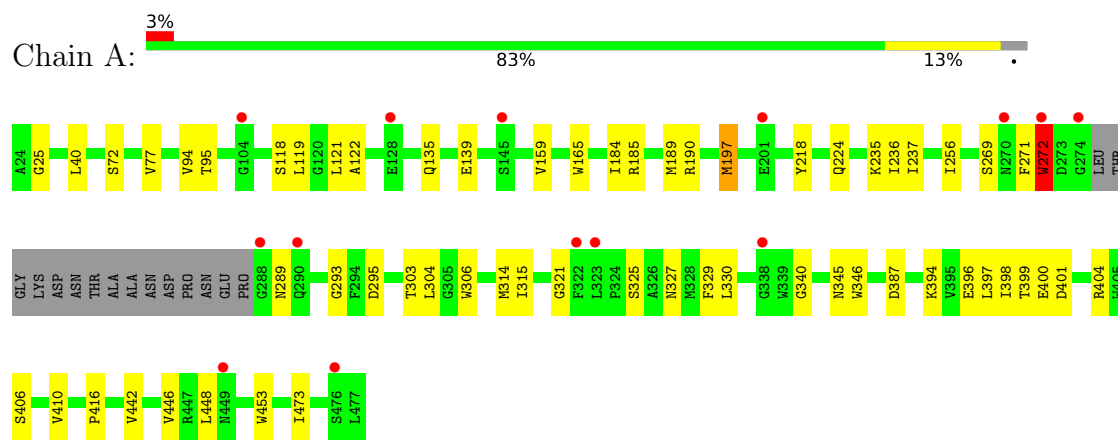 3%
Chain A:
83% 13% •
A24 G25 L40 S72 V77 V94 T95 G104 S118 L119 G120 L121 A122 E128 Q135 E139 S145 V159 W165 I184 R185 M189 R190 M197 E201 Y218 Q224 K235 I236 I237 I256 S269 N270 F271 W272 D273 G274 LEU THR
GLY LYS ASP ASN THR ALA ALA ASN ASP PRO ASN GLU PRO G288 N289 Q290 G293 F294 D295 T303 L304 G305 W306 M314 I315 G321 F322 L323 P324 S325 A326 N327 M328 F329 L330 G338 W339 G340 N345 W346 D387 K394 V395 E396 L397 I398 T399 E400 D401 R404 W405
S406 V410 P416 V442 V446 R447 L448 N449 W453 I473 S476 L477